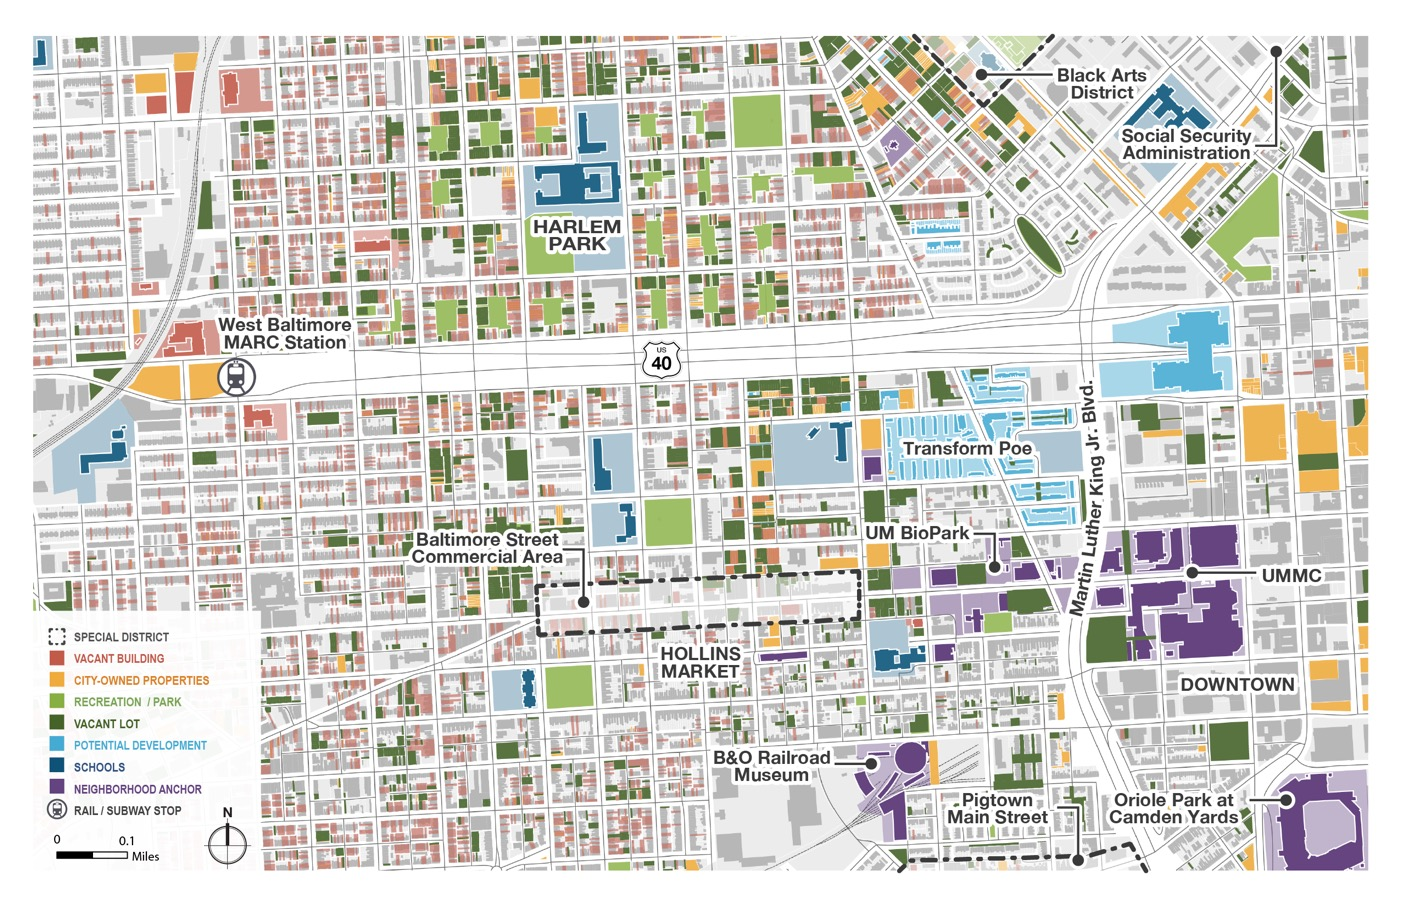 Black Arts
District
Social Security
Administration
HARLEM
PARK
West Baltimore
MARC Station
US
40
Martin Luther King Jr. Blvd.
Transform Poe
UM BioPark
Baltimore Street
Commercial Area
UMMC
HOLLINS
MARKET
DOWNTOWN
B&O Railroad
Museum
Pigtown
Main Street
Oriole Park at
Camden Yards
SPECIAL DISTRICT
VACANT BUILDING
CITY-OWNED PROPERTIES
RECREATION / PARK
VACANT LOT
POTENTIAL DEVELOPMENT
SCHOOLS
NEIGHBORHOOD ANCHOR
RAIL / SUBWAY STOP
0 0.1
Miles
N